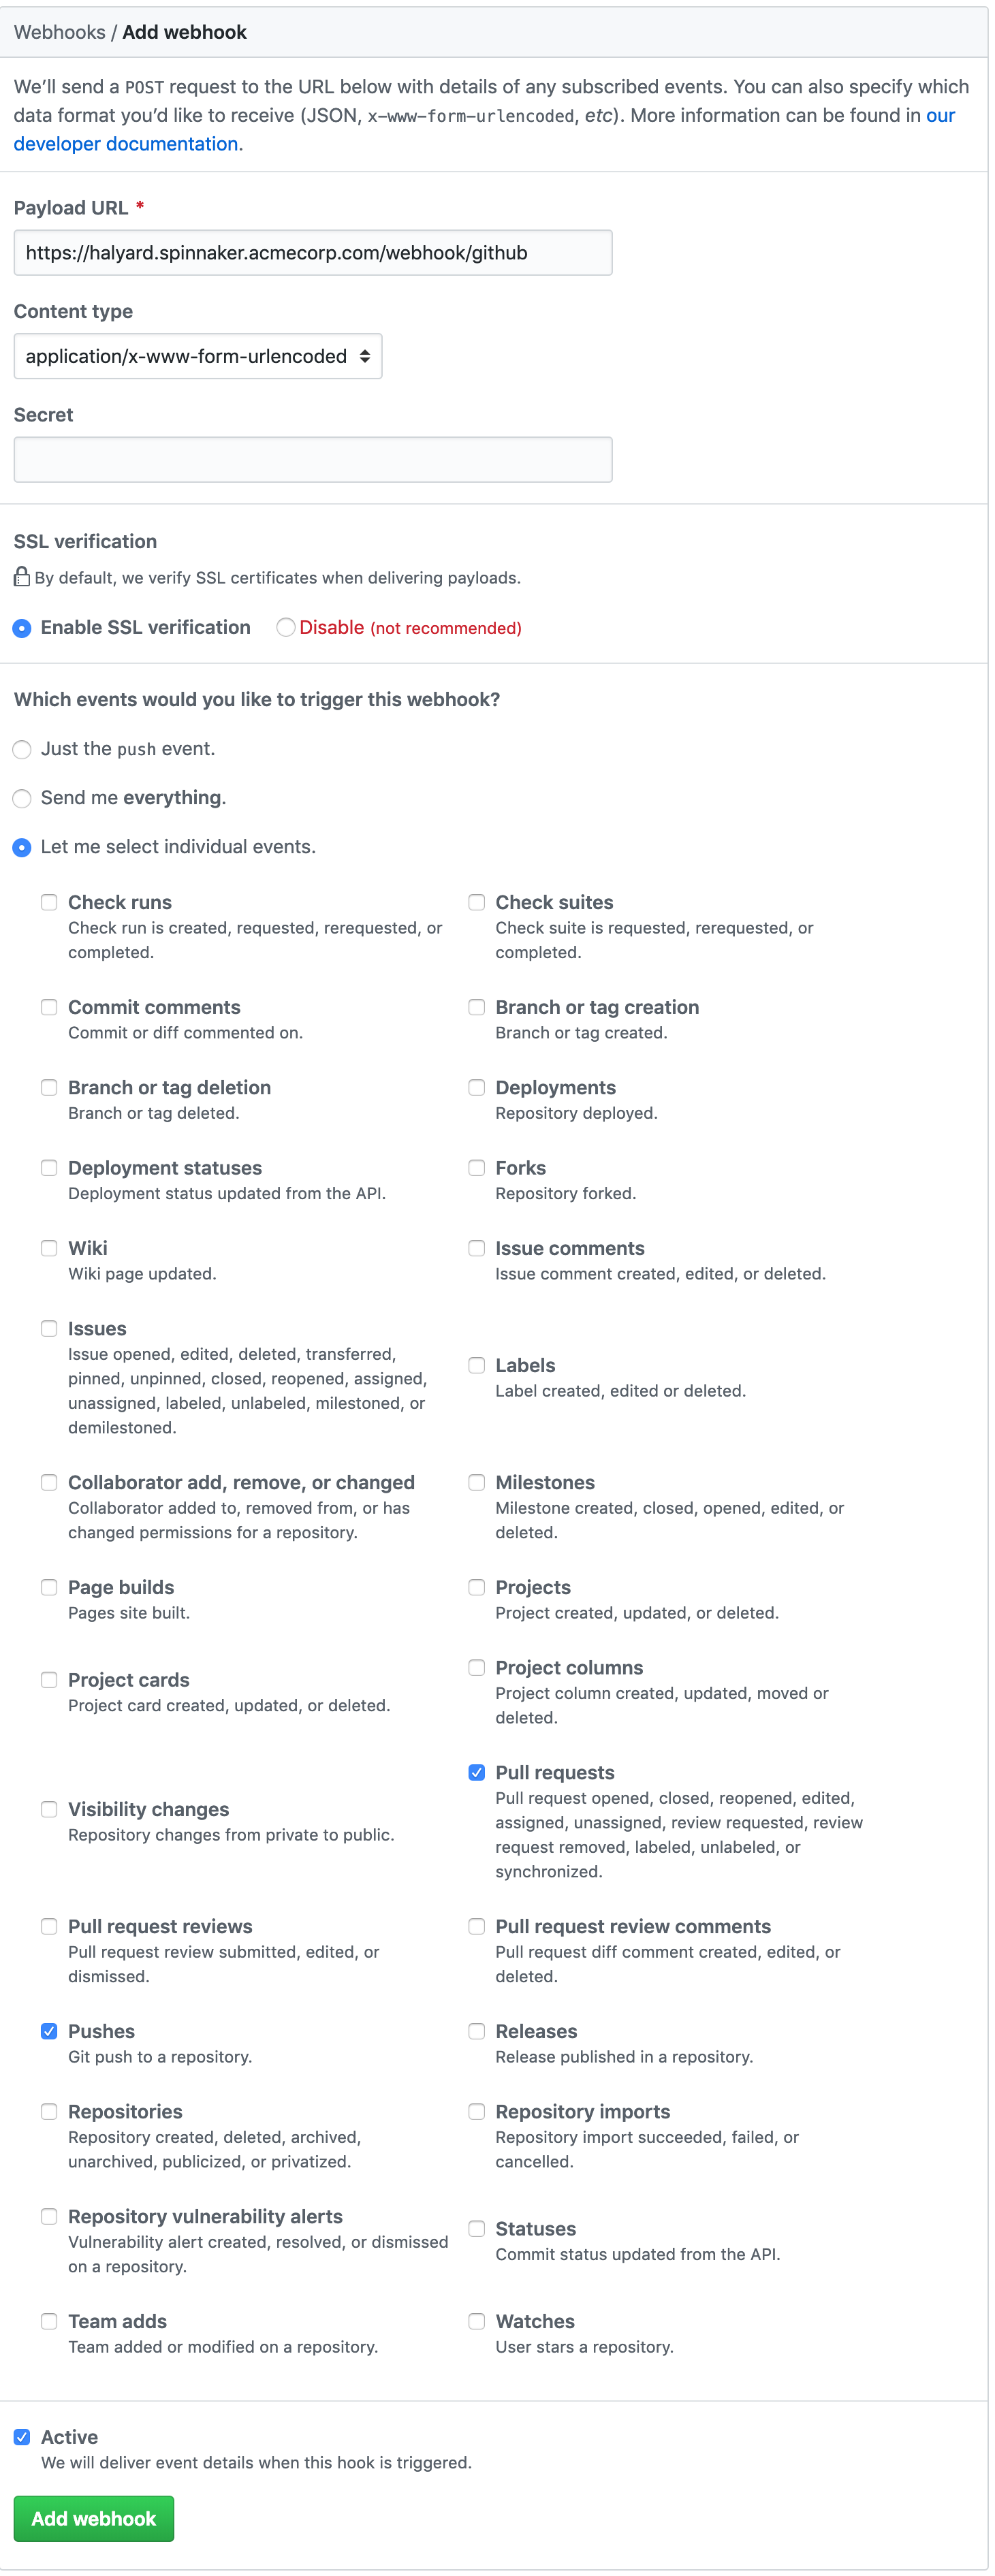 Webhooks / Add webhook
We’ll send a POST request to the URL below with details of any subscribed events. You can also specify which
data format you’d like to receive (JSON, x-www-form-urlencoded, etc). More information can be found in our
developer documentation.
Payload URL *
https://halyard.spinnaker.acmecorp.com/webhook/github
Content type
application/x-www-form-urlencoded
Secret
SSL verification
By default, we verify SSL certificates when delivering payloads.
Enable SSL verification Disable (not recommended)
Which events would you like to trigger this webhook?
Just the push event.
Send me everything.
Let me select individual events.
Check runs
Check run is created, requested, rerequested, or
completed.
Check suites
Check suite is requested, rerequested, or
completed.
Commit comments
Commit or diff commented on.
Branch or tag creation
Branch or tag created.
Branch or tag deletion
Branch or tag deleted.
Deployments
Repository deployed.
Deployment statuses
Deployment status updated from the API.
Forks
Repository forked.
Wiki
Wiki page updated.
Issue comments
Issue comment created, edited, or deleted.
Issues
Issue opened, edited, deleted, transferred,
pinned, unpinned, closed, reopened, assigned,
unassigned, labeled, unlabeled, milestoned, or
demilestoned.
Labels
Label created, edited or deleted.
Collaborator add, remove, or changed
Collaborator added to, removed from, or has
changed permissions for a repository.
Milestones
Milestone created, closed, opened, edited, or
deleted.
Page builds
Pages site built.
Projects
Project created, updated, or deleted.
Project cards
Project card created, updated, or deleted.
Project columns
Project column created, updated, moved or
deleted.
Visibility changes
Repository changes from private to public.
Pull requests
Pull request opened, closed, reopened, edited,
assigned, unassigned, review requested, review
request removed, labeled, unlabeled, or
synchronized.
Pull request reviews
Pull request review submitted, edited, or
dismissed.
Pull request review comments
Pull request diff comment created, edited, or
deleted.
Pushes
Git push to a repository.
Releases
Release published in a repository.
Repositories
Repository created, deleted, archived,
unarchived, publicized, or privatized.
Repository imports
Repository import succeeded, failed, or
cancelled.
Repository vulnerability alerts
Vulnerability alert created, resolved, or dismissed
on a repository.
Statuses
Commit status updated from the API.
Team adds
Team added or modified on a repository.
Watches
User stars a repository.
Active
We will deliver event details when this hook is triggered.
Add webhook